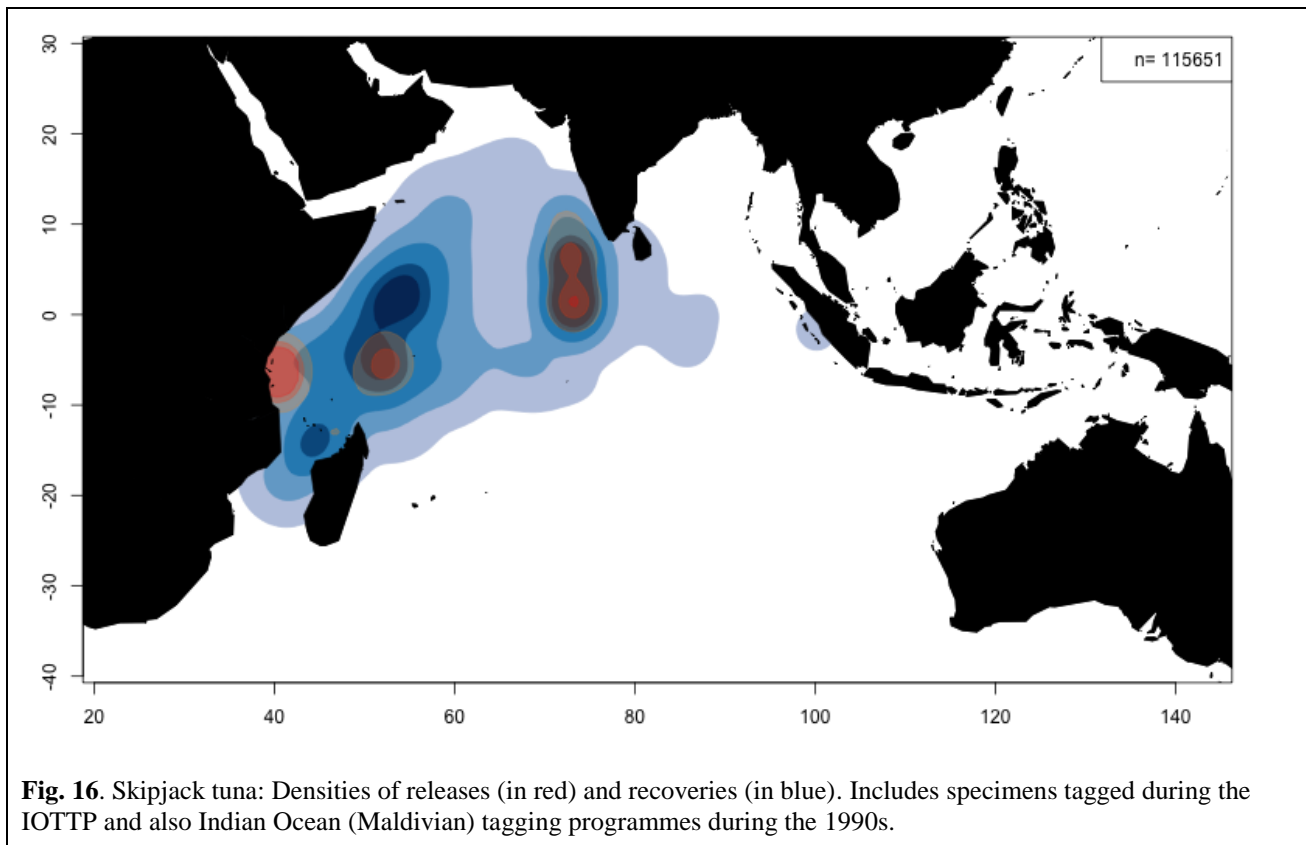 30
20
10
0
-10
-20
-30
-40
n= 115651
20 40 60 80 100 120 140
Fig. 16. Skipjack tuna: Densities of releases (in red) and recoveries (in blue). Includes specimens tagged during the
IOTTP and also Indian Ocean (Maldivian) tagging programmes during the 1990s.